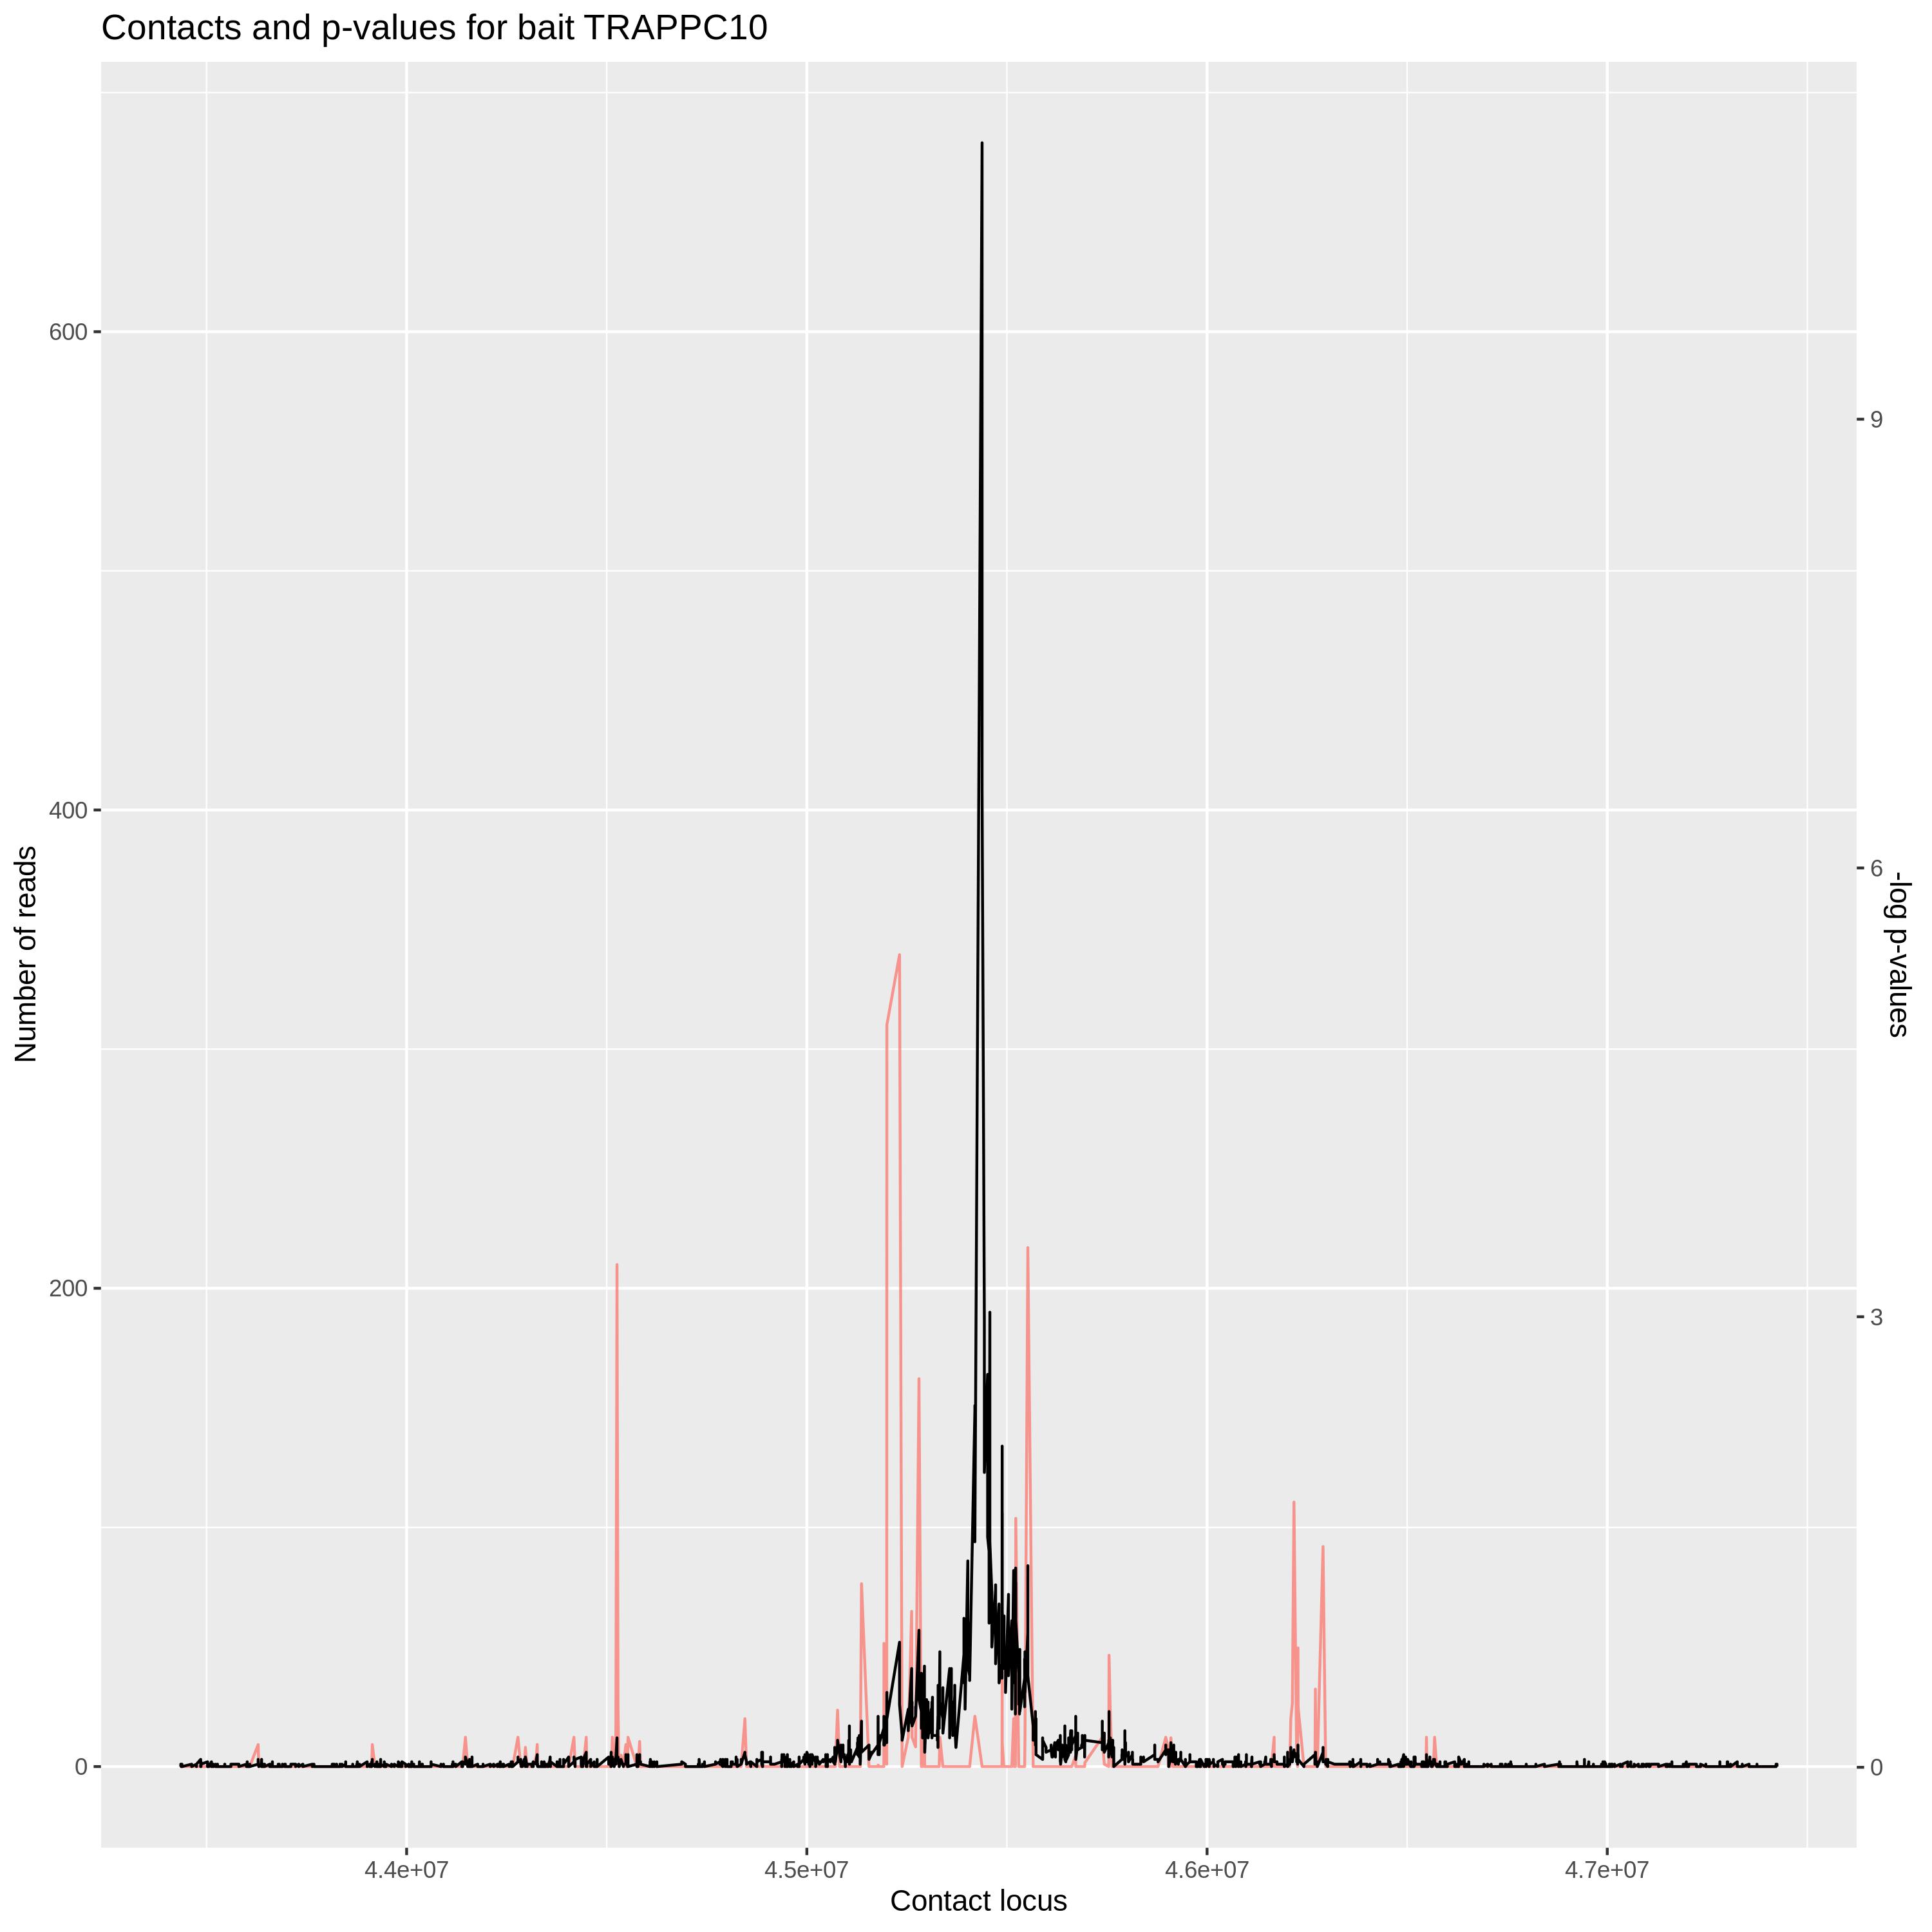 Contacts and p-values for bait TRAPPC10
600
400
200
0
9
6
3
0
Number of reads
-log p-values
4.4e+07
4.5e+07
4.6e+07
4.7e+07
Contact locus